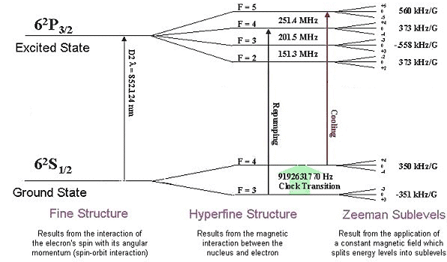 6²P₃/₂
Excited State
D2 λ = 852.124 nm
6²S₁/₂
Ground State
F = 5
F = 4
F = 3
F = 2
251.4 MHz
201.5 MHz
151.3 MHz
Repumping
Cooling
F = 4
F = 3
9192631770 Hz
Clock Transition
560 kHz/G
373 kHz/G
-.558 kHz/G
373 kHz/G
350 kHz/G
-351 kHz/G
Fine Structure
Results from the interaction of
the elecron's spin with its angular
momentum (spin-orbit interaction)
Hyperfine Structure
Results from the magnetic
interaction between the
nucleus and electron
Zeeman Sublevels
Result from the application of
a constant magnetic field which
splits energy levels into sublevels